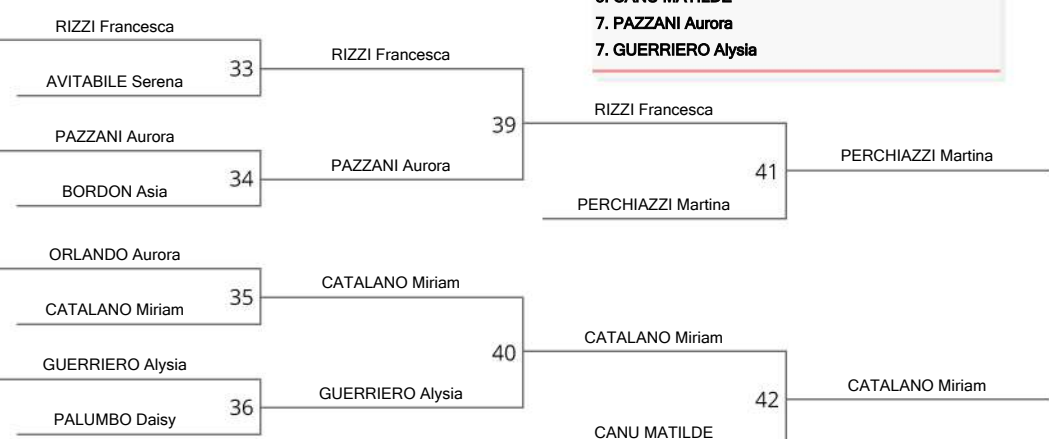 CANU MATILDE
7. PAZZANI Aurora
7. GUERRIERO Alysia
RIZZI Francesca
AVITABILE Serena
33
PAZZANI Aurora
BORDON Asia
34
ORLANDO Aurora
CATALANO Miriam
35
GUERRIERO Alysia
PALUMBO Daisy
36
RIZZI Francesca
PAZZANI Aurora
39
CATALANO Miriam
GUERRIERO Alysia
40
RIZZI Francesca
PERCHIAZZI Martina
41
CATALANO Miriam
CANU MATILDE
42
PERCHIAZZI Martina
CATALANO Miriam